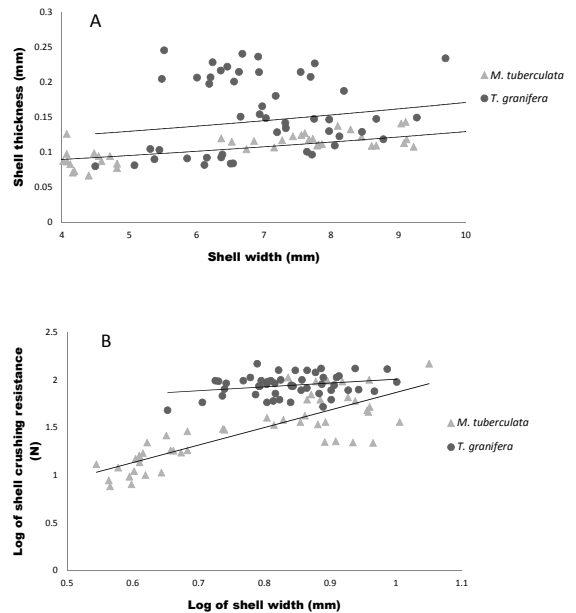 A
0.3
0.25
0.2
0.15
0.1
0.05
0
4 5 6 7 8 9 10
Shell thickness (mm)
Shell width (mm)
M. tuberculata
T. granifera
B
2.5
2
1.5
1
0.5
0
0.5 0.6 0.7 0.8 0.9 1 1.1
Log of shell crushing resistance
(N)
Log of shell width (mm)
M. tuberculata
T. granifera